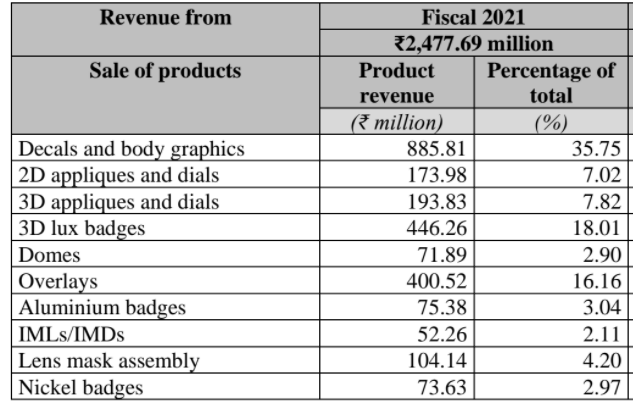 Revenue from Fiscal 2021
₹2,477.69 million
Sale of products Product revenue Percentage of total
(₹ million) (%)
Decals and body graphics 885.81 35.75
2D appliques and dials 173.98 7.02
3D appliques and dials 193.83 7.82
3D lux badges 446.26 18.01
Domes 71.89 2.90
Overlays 400.52 16.16
Aluminium badges 75.38 3.04
IMLs/IMDs 52.26 2.11
Lens mask assembly 104.14 4.20
Nickel badges 73.63 2.97